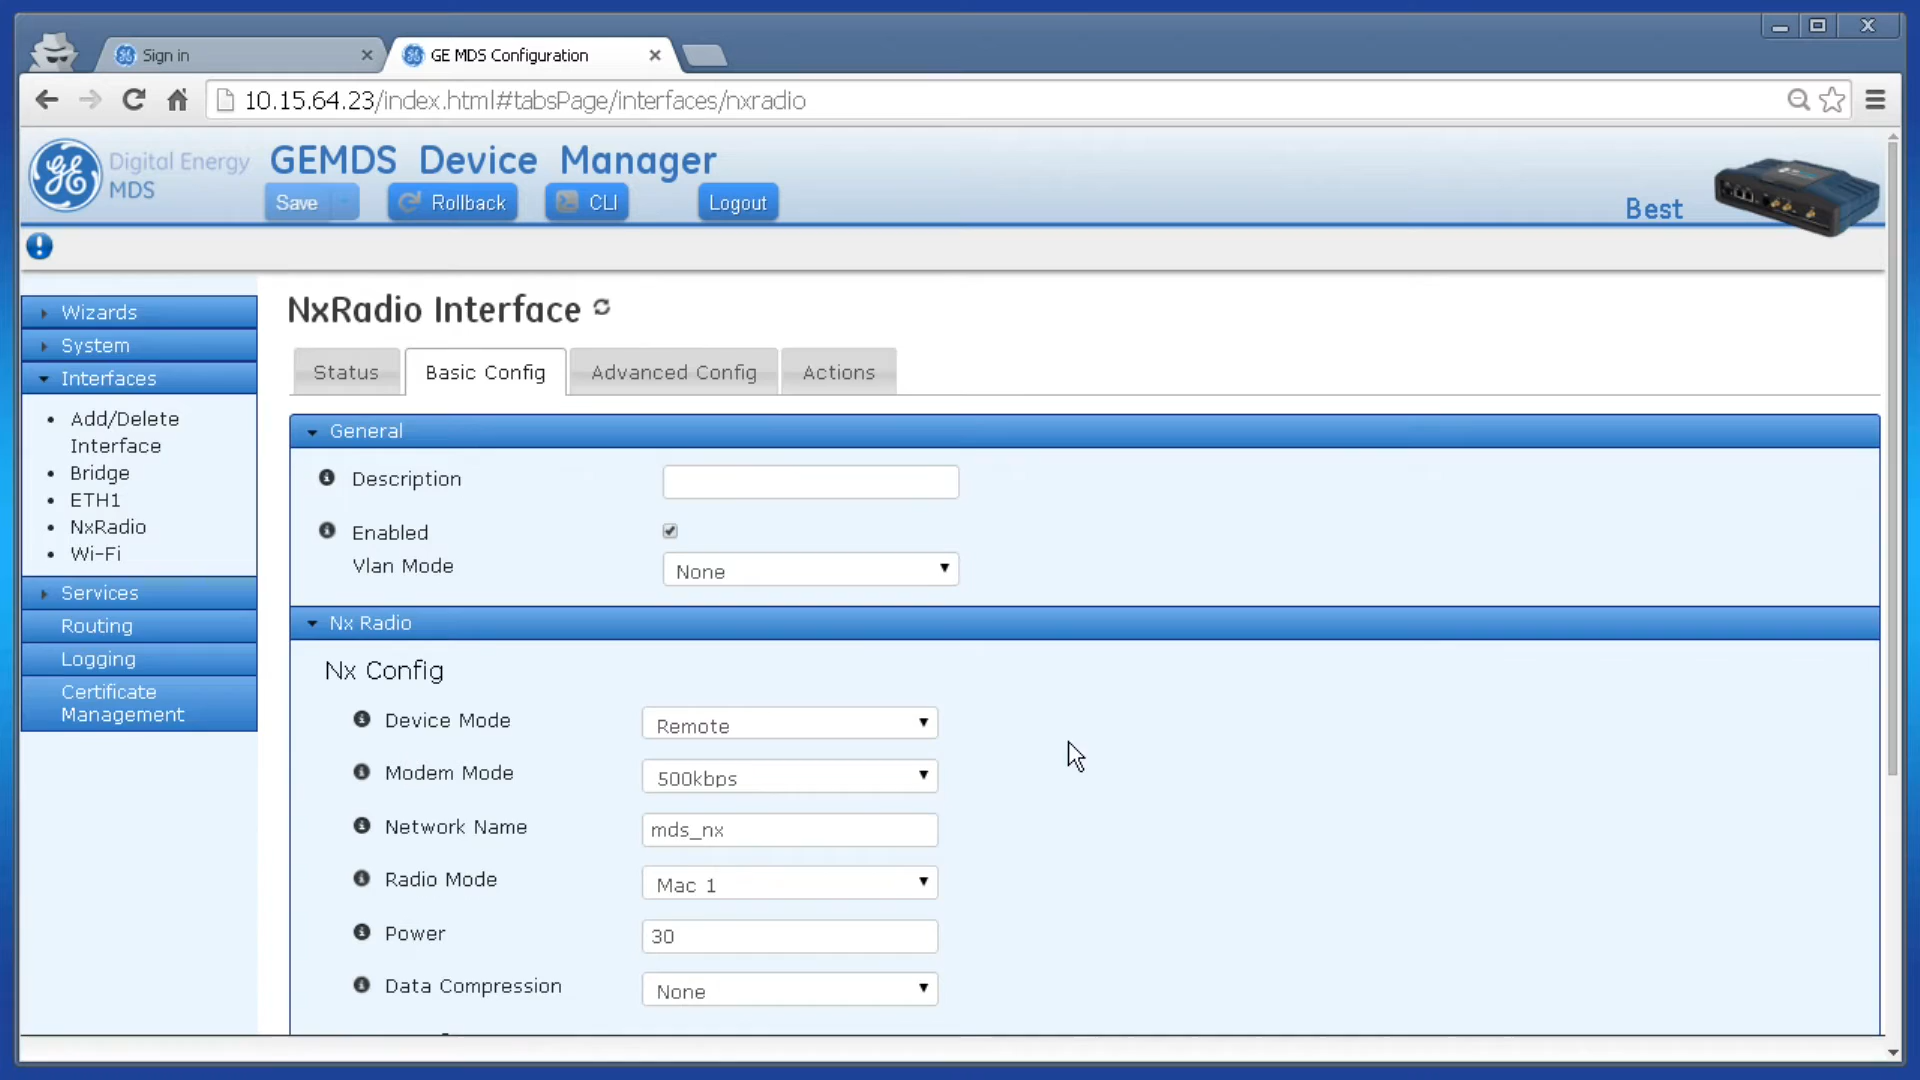 Sign in
GE MDS Configuration
10.15.64.23/index.html#tabsPage/interfaces/nxradio
Digital Energy
MDS
GEMDS Device Manager
Save
Rollback
CLI
Logout
Best
Wizards
System
Interfaces
Add/Delete
Interface
Bridge
ETH1
NxRadio
Wi-Fi
Services
Routing
Logging
Certificate
Management
NxRadio Interface
Status
Basic Config
Advanced Config
Actions
General
Description
Enabled
Vlan Mode
None
Nx Radio
Nx Config
Device Mode
Remote
Modem Mode
500kbps
Network Name
mds_nx
Radio Mode
Mac 1
Power
30
Data Compression
None